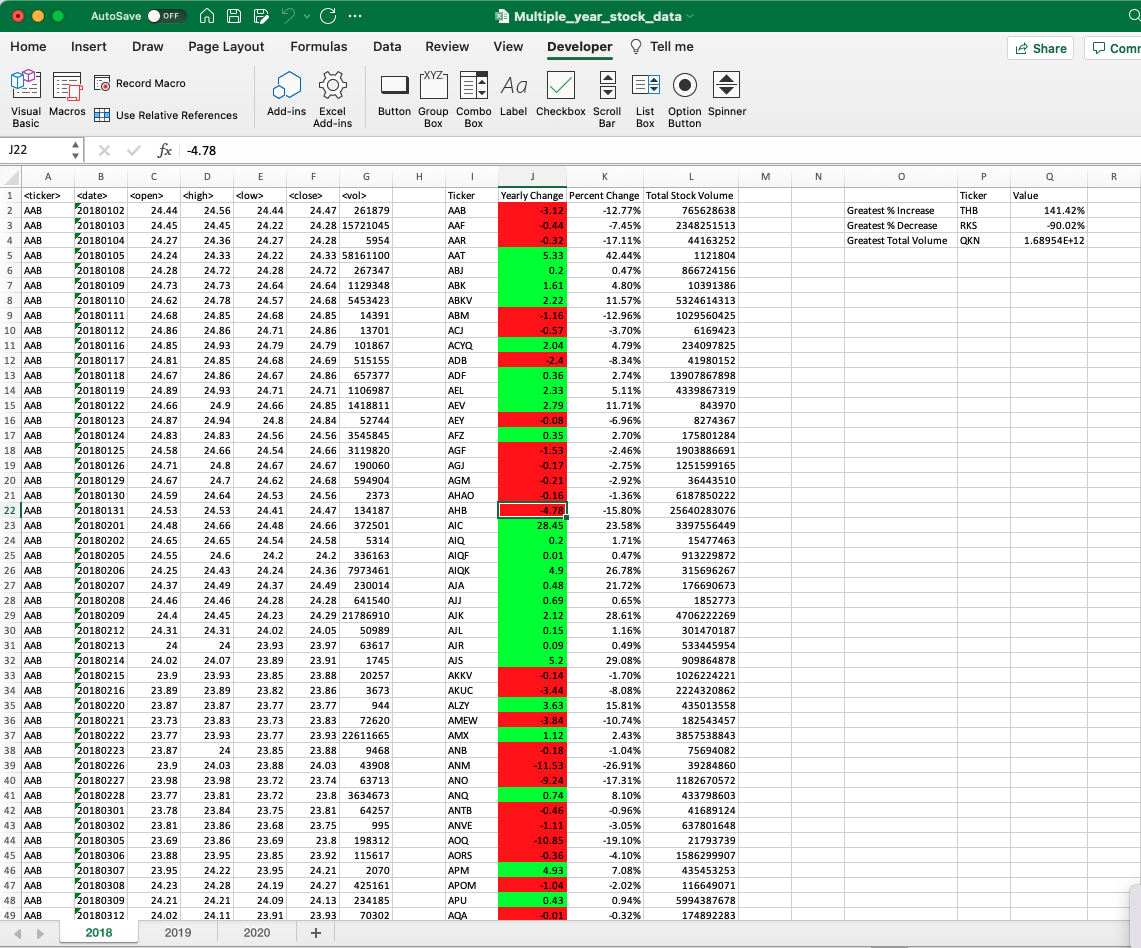 AutoSave OFF Multiple_year_stock_data
Home Insert Draw Page Layout Formulas Data Review View Developer Tell me Share Comm
Visual Basic Macros Record Macro Use Relative References Add-ins Excel Add-ins Button Group Box Combo Box Label Checkbox Scroll Bar List Box Option Button Spinner
XYZ Aa
J22 fx -4.78
A B C D E F G H I J K L M N O P Q R
1 <ticker> <date> <open> <high> <low> <close> <vol> Ticker Yearly Change Percent Change Total Stock Volume Ticker Value
2 AAB 20180102 24.44 24.56 24.44 24.47 261879 AAB -3.12 -12.77% 765628638 Greatest % Increase THB 141.42%
3 AAB 20180103 24.45 24.45 24.22 24.28 15721045 AAF -0.44 -7.45% 2348251513 Greatest % Decrease RKS -90.02%
4 AAB 20180104 24.27 24.36 24.27 24.28 5954 AAR -0.32 -17.11% 44163252 Greatest Total Volume QKN 1.68954E+12
5 AAB 20180105 24.24 24.33 24.22 24.33 58161100 AAT 5.33 42.44% 1121804
6 AAB 20180108 24.28 24.72 24.28 24.72 267347 ABJ 0.2 0.47% 866724156
7 AAB 20180109 24.73 24.73 24.64 24.64 1129348 ABK 1.61 4.80% 10391386
8 AAB 20180110 24.62 24.78 24.57 24.68 5453423 ABKV 2.22 11.57% 5324614313
9 AAB 20180111 24.68 24.85 24.68 24.85 14391 ABM -1.16 -12.96% 1029560425
10 AAB 20180112 24.86 24.86 24.71 24.86 13701 ACJ -0.57 -3.70% 6169423
11 AAB 20180116 24.85 24.93 24.79 24.79 101867 ACYQ 2.04 4.79% 234097825
12 AAB 20180117 24.81 24.85 24.68 24.69 515155 ADB -2.4 -8.34% 41980152
13 AAB 20180118 24.67 24.86 24.67 24.86 657377 ADF 0.36 2.74% 13907867898
14 AAB 20180119 24.89 24.93 24.71 24.71 1106987 AEL 2.33 5.11% 4339867319
15 AAB 20180122 24.66 24.9 24.66 24.85 1418811 AEV 2.79 11.71% 843970
16 AAB 20180123 24.87 24.94 24.8 24.84 52744 AEY -0.08 -6.96% 8274367
17 AAB 20180124 24.83 24.83 24.56 24.56 3545845 AFZ 0.35 2.70% 175801284
18 AAB 20180125 24.58 24.66 24.54 24.66 3119820 AGF -1.53 -2.46% 1903886691
19 AAB 20180126 24.71 24.8 24.67 24.67 190060 AGJ -0.17 -2.75% 1251599165
20 AAB 20180129 24.67 24.7 24.62 24.68 594904 AGM -0.21 -2.92% 36443510
21 AAB 20180130 24.59 24.64 24.53 24.56 2373 AHAO -0.16 -1.36% 6187850222
22 AAB 20180131 24.53 24.53 24.41 24.47 134187 AHB -4.78 -15.80% 25640283076
23 AAB 20180201 24.48 24.66 24.48 24.66 372501 AIC 28.45 23.58% 3397556449
24 AAB 20180202 24.65 24.65 24.54 24.58 5314 AIQ 0.2 1.71% 15477463
25 AAB 20180205 24.55 24.6 24.2 24.2 336163 AIQF 0.01 0.47% 913229872
26 AAB 20180206 24.25 24.43 24.24 24.36 7973461 AIQK 4.9 26.78% 315696267
27 AAB 20180207 24.37 24.49 24.37 24.49 230014 AJA 0.48 21.72% 176690673
28 AAB 20180208 24.46 24.46 24.28 24.28 641540 AJJ 0.69 0.65% 1852773
29 AAB 20180209 24.4 24.45 24.23 24.29 21786910 AJK 2.12 28.61% 4706222269
30 AAB 20180212 24.31 24.31 24.02 24.05 50989 AJL 0.15 1.16% 301470187
31 AAB 20180213 24 24 23.93 23.97 63617 AJR 0.09 0.49% 533445954
32 AAB 20180214 24.02 24.07 23.89 23.91 1745 AJS 5.2 29.08% 909864878
33 AAB 20180215 23.9 23.93 23.85 23.88 20257 AKKV -0.14 -1.70% 1026224221
34 AAB 20180216 23.89 23.89 23.82 23.86 3673 AKUC -3.44 -8.08% 2224320862
35 AAB 20180220 23.87 23.87 23.77 23.77 944 ALZY 3.63 15.81% 435013558
36 AAB 20180221 23.73 23.83 23.73 23.83 72620 AMEW -3.84 -10.74% 182543457
37 AAB 20180222 23.77 23.93 23.77 23.93 22611665 AMX 1.12 2.43% 3857538843
38 AAB 20180223 23.87 24 23.85 23.88 9468 ANB -0.18 -1.04% 75694082
39 AAB 20180226 23.9 24.03 23.88 24.03 43908 ANM -11.53 -26.91% 39284860
40 AAB 20180227 23.98 23.98 23.72 23.74 63713 ANO -9.24 -17.31% 1182670572
41 AAB 20180228 23.77 23.81 23.72 23.8 3634673 ANQ 0.74 8.10% 433798603
42 AAB 20180301 23.78 23.84 23.75 23.81 64257 ANTB -0.46 -0.96% 41689124
43 AAB 20180302 23.81 23.86 23.68 23.75 995 ANVE -1.11 -3.05% 637801648
44 AAB 20180305 23.69 23.86 23.69 23.8 198312 AOQ -10.85 -19.10% 21793739
45 AAB 20180306 23.88 23.95 23.85 23.92 115617 AORS -0.36 -4.10% 1586299907
46 AAB 20180307 23.95 24.22 23.95 24.21 2070 APM 4.93 7.08% 435453253
47 AAB 20180308 24.23 24.28 24.19 24.27 425161 APOM -1.04 -2.02% 116649071
48 AAB 20180309 24.21 24.21 24.09 24.13 234185 APU 0.43 0.94% 5994387678
49 AAB 20180312 24.02 24.11 23.91 23.93 70302 AQA -0.01 -0.32% 174892283
2018 2019 2020 +